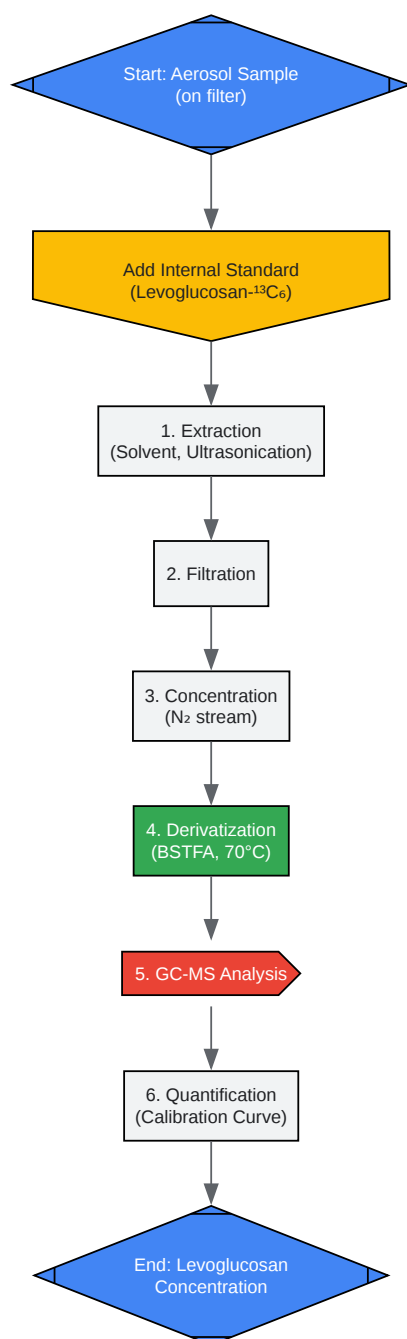 Start: Aerosol Sample
(on filter)
Add Internal Standard
(Levoglucosan-¹³C₆)
1. Extraction
(Solvent, Ultrasonication)
2. Filtration
3. Concentration
(N₂ stream)
4. Derivatization
(BSTFA, 70°C)
5. GC-MS Analysis
6. Quantification
(Calibration Curve)
End: Levoglucosan
Concentration